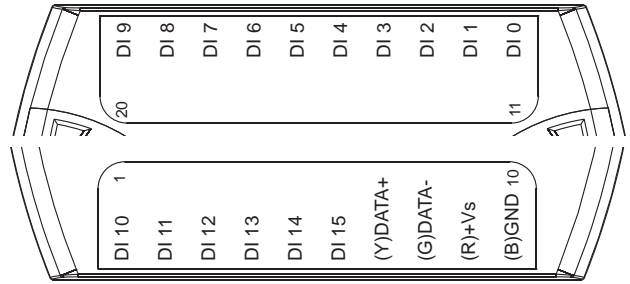 DI 9
DI 8
DI 7
DI 6
DI 5
DI 4
DI 3
DI 2
DI 1
DI 0
20
11
1
10
DI 10
DI 11
DI 12
DI 13
DI 14
DI 15
(Y)DATA+
(G)DATA-
(R)+Vs
(B)GND